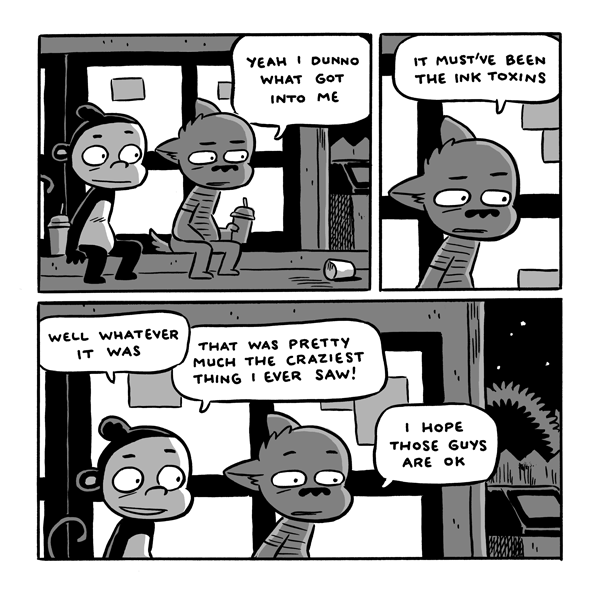 YEAH I DUNNO
WHAT GOT
INTO ME
IT MUST'VE BEEN
THE INK TOXINS
WELL WHATEVER
IT WAS
THAT WAS PRETTY
MUCH THE CRAZIEST
THING I EVER SAW!
I HOPE
THOSE GUYS
ARE OK